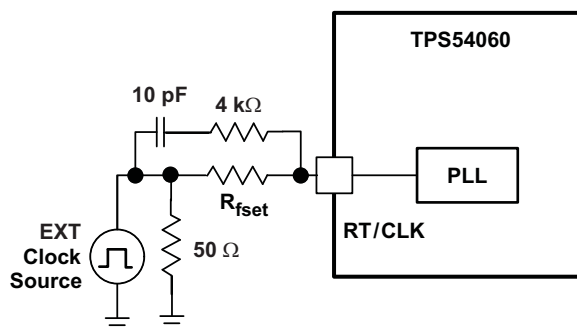 TPS54060
10 pF
4 kΩ
PLL
Rfset
RT/CLK
EXT
Clock
Source
50 Ω